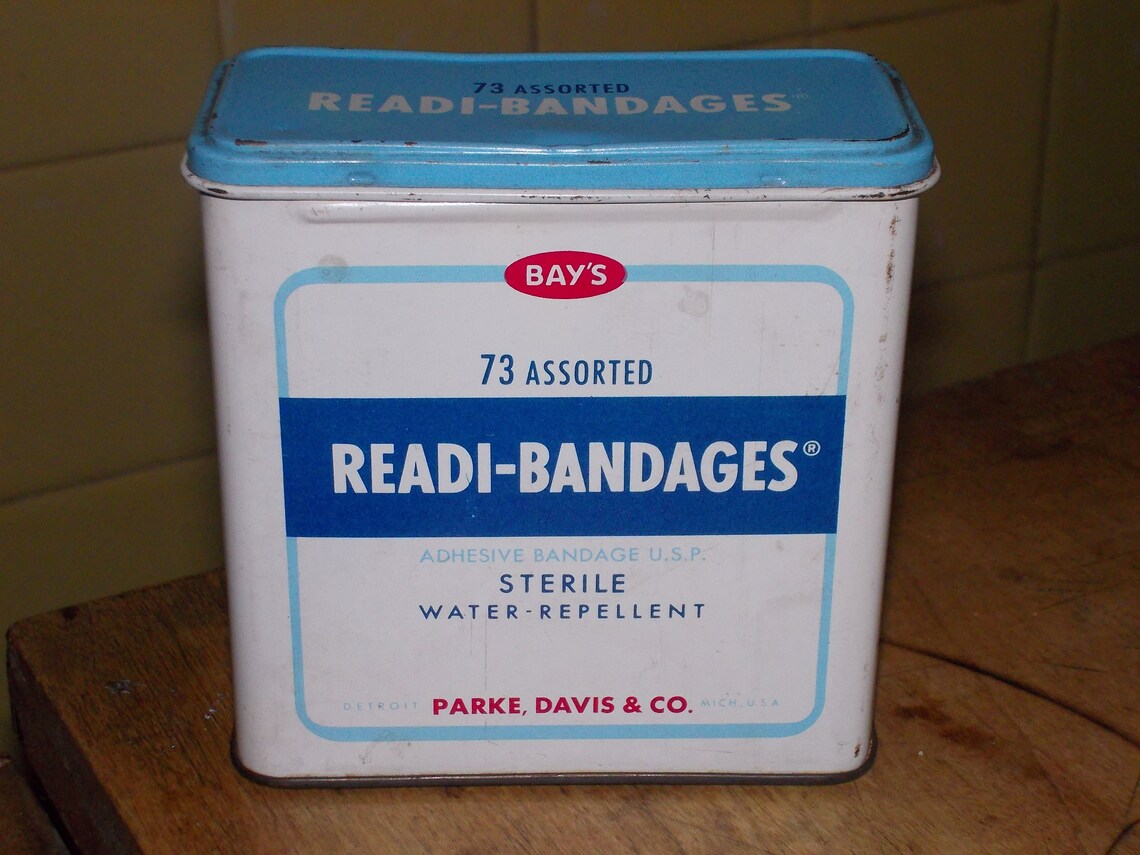 73 ASSORTED
READI-BANDAGES
BAY'S
73 ASSORTED
READI-BANDAGES®
ADHESIVE BANDAGE U.S.P.
STERILE
WATER-REPELLENT
DETROIT PARKE, DAVIS & CO. MICH., U.S.A